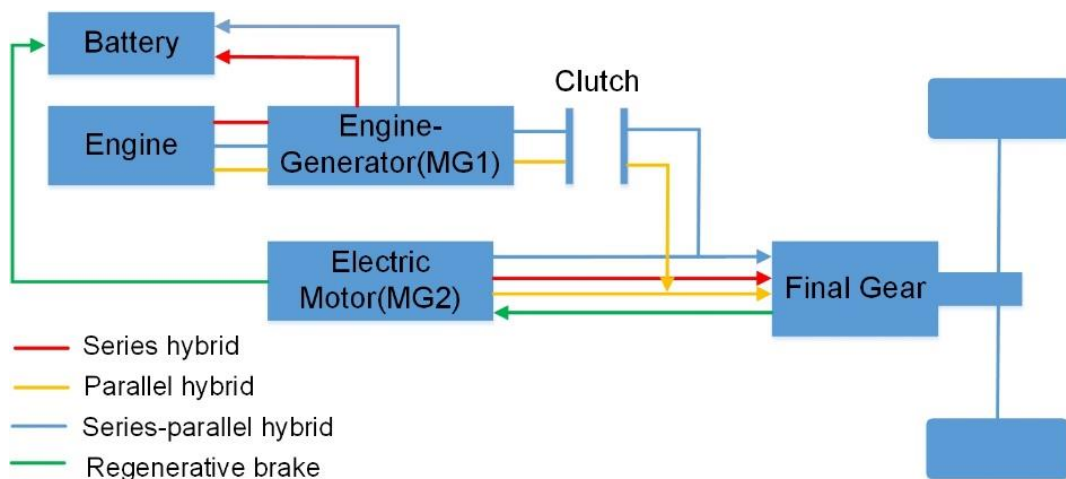 Battery
Clutch
Engine
Engine-
Generator(MG1)
Electric
Motor(MG2)
Final Gear
Series hybrid
Parallel hybrid
Series-parallel hybrid
Regenerative brake